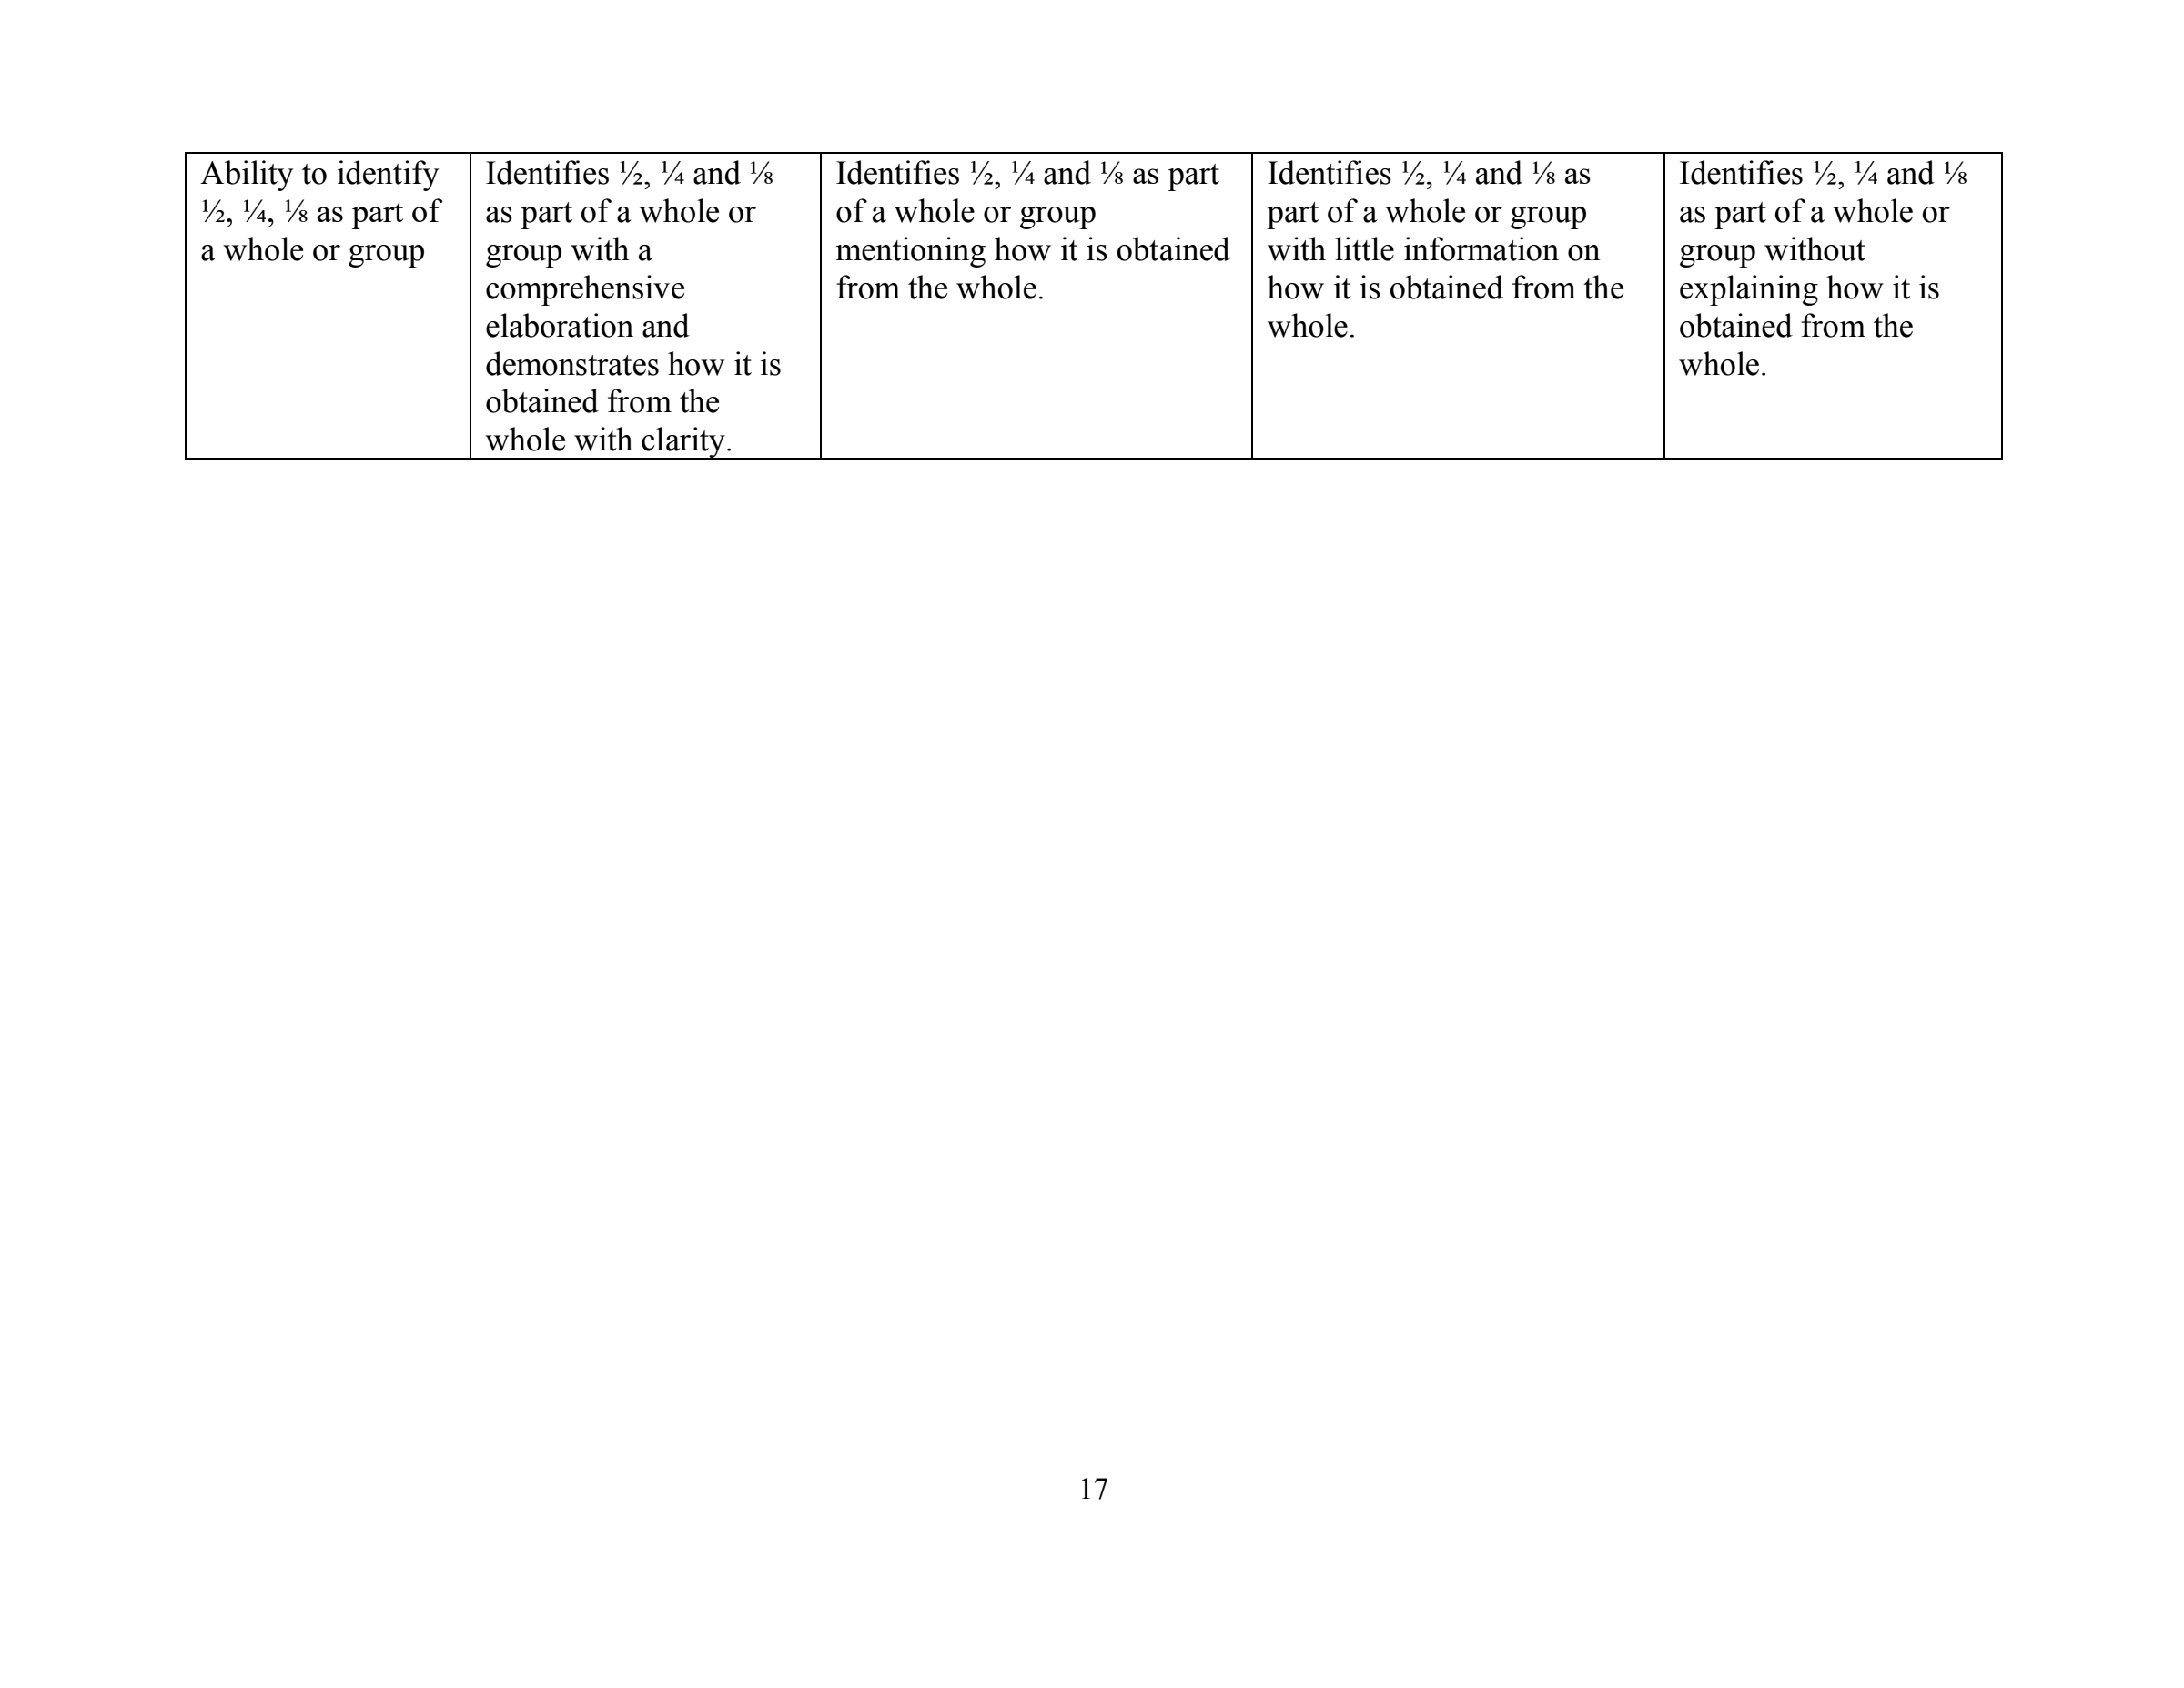 Ability to identify
½, ¼, ⅛ as part of
a whole or group
Identifies ½, ¼ and ⅛
as part of a whole or
group with a
comprehensive
elaboration and
demonstrates how it is
obtained from the
whole with clarity.
Identifies ½, ¼ and ⅛ as part
of a whole or group
mentioning how it is obtained
from the whole.
Identifies ½, ¼ and ⅛ as
part of a whole or group
with little information on
how it is obtained from the
whole.
Identifies ½, ¼ and ⅛
as part of a whole or
group without
explaining how it is
obtained from the
whole.
17